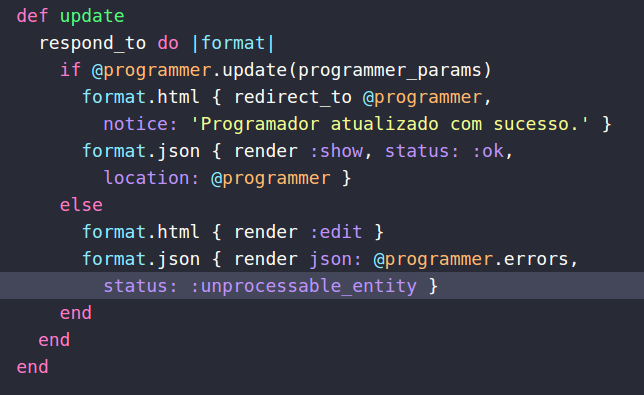 def update
  respond_to do |format|
    if @programmer.update(programmer_params)
      format.html { redirect_to @programmer,
        notice: 'Programador atualizado com sucesso.' }
      format.json { render :show, status: :ok,
        location: @programmer }
    else
      format.html { render :edit }
      format.json { render json: @programmer.errors,
        status: :unprocessable_entity }
    end
  end
end